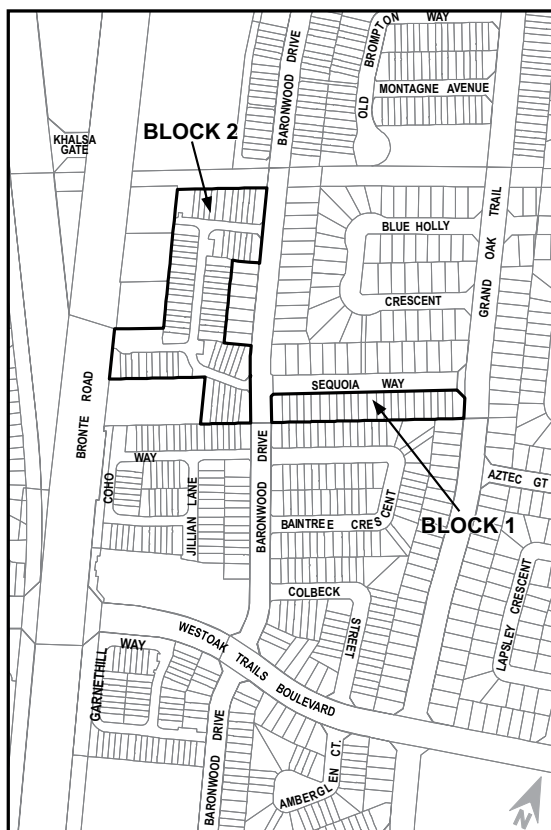 OLD BROMPTON WAY
MONTAGNE AVENUE
BARONWOOD DRIVE
KHALSA
GATE
BLOCK 2
GRAND OAK TRAIL
BLUE HOLLY
CRESCENT
SEQUOIA WAY
BRONTE ROAD
BLOCK 1
AZTEC GT
COHO WAY
JILLIAN LANE
BARONWOOD DRIVE
BAINTREE CRESCENT
COLBECK STREET
LAPSLEY CRESCENT
WESTOAK TRAILS BOULEVARD
GARNETHILL WAY
BARONWOOD DRIVE
AMBERGLEN CT.
N